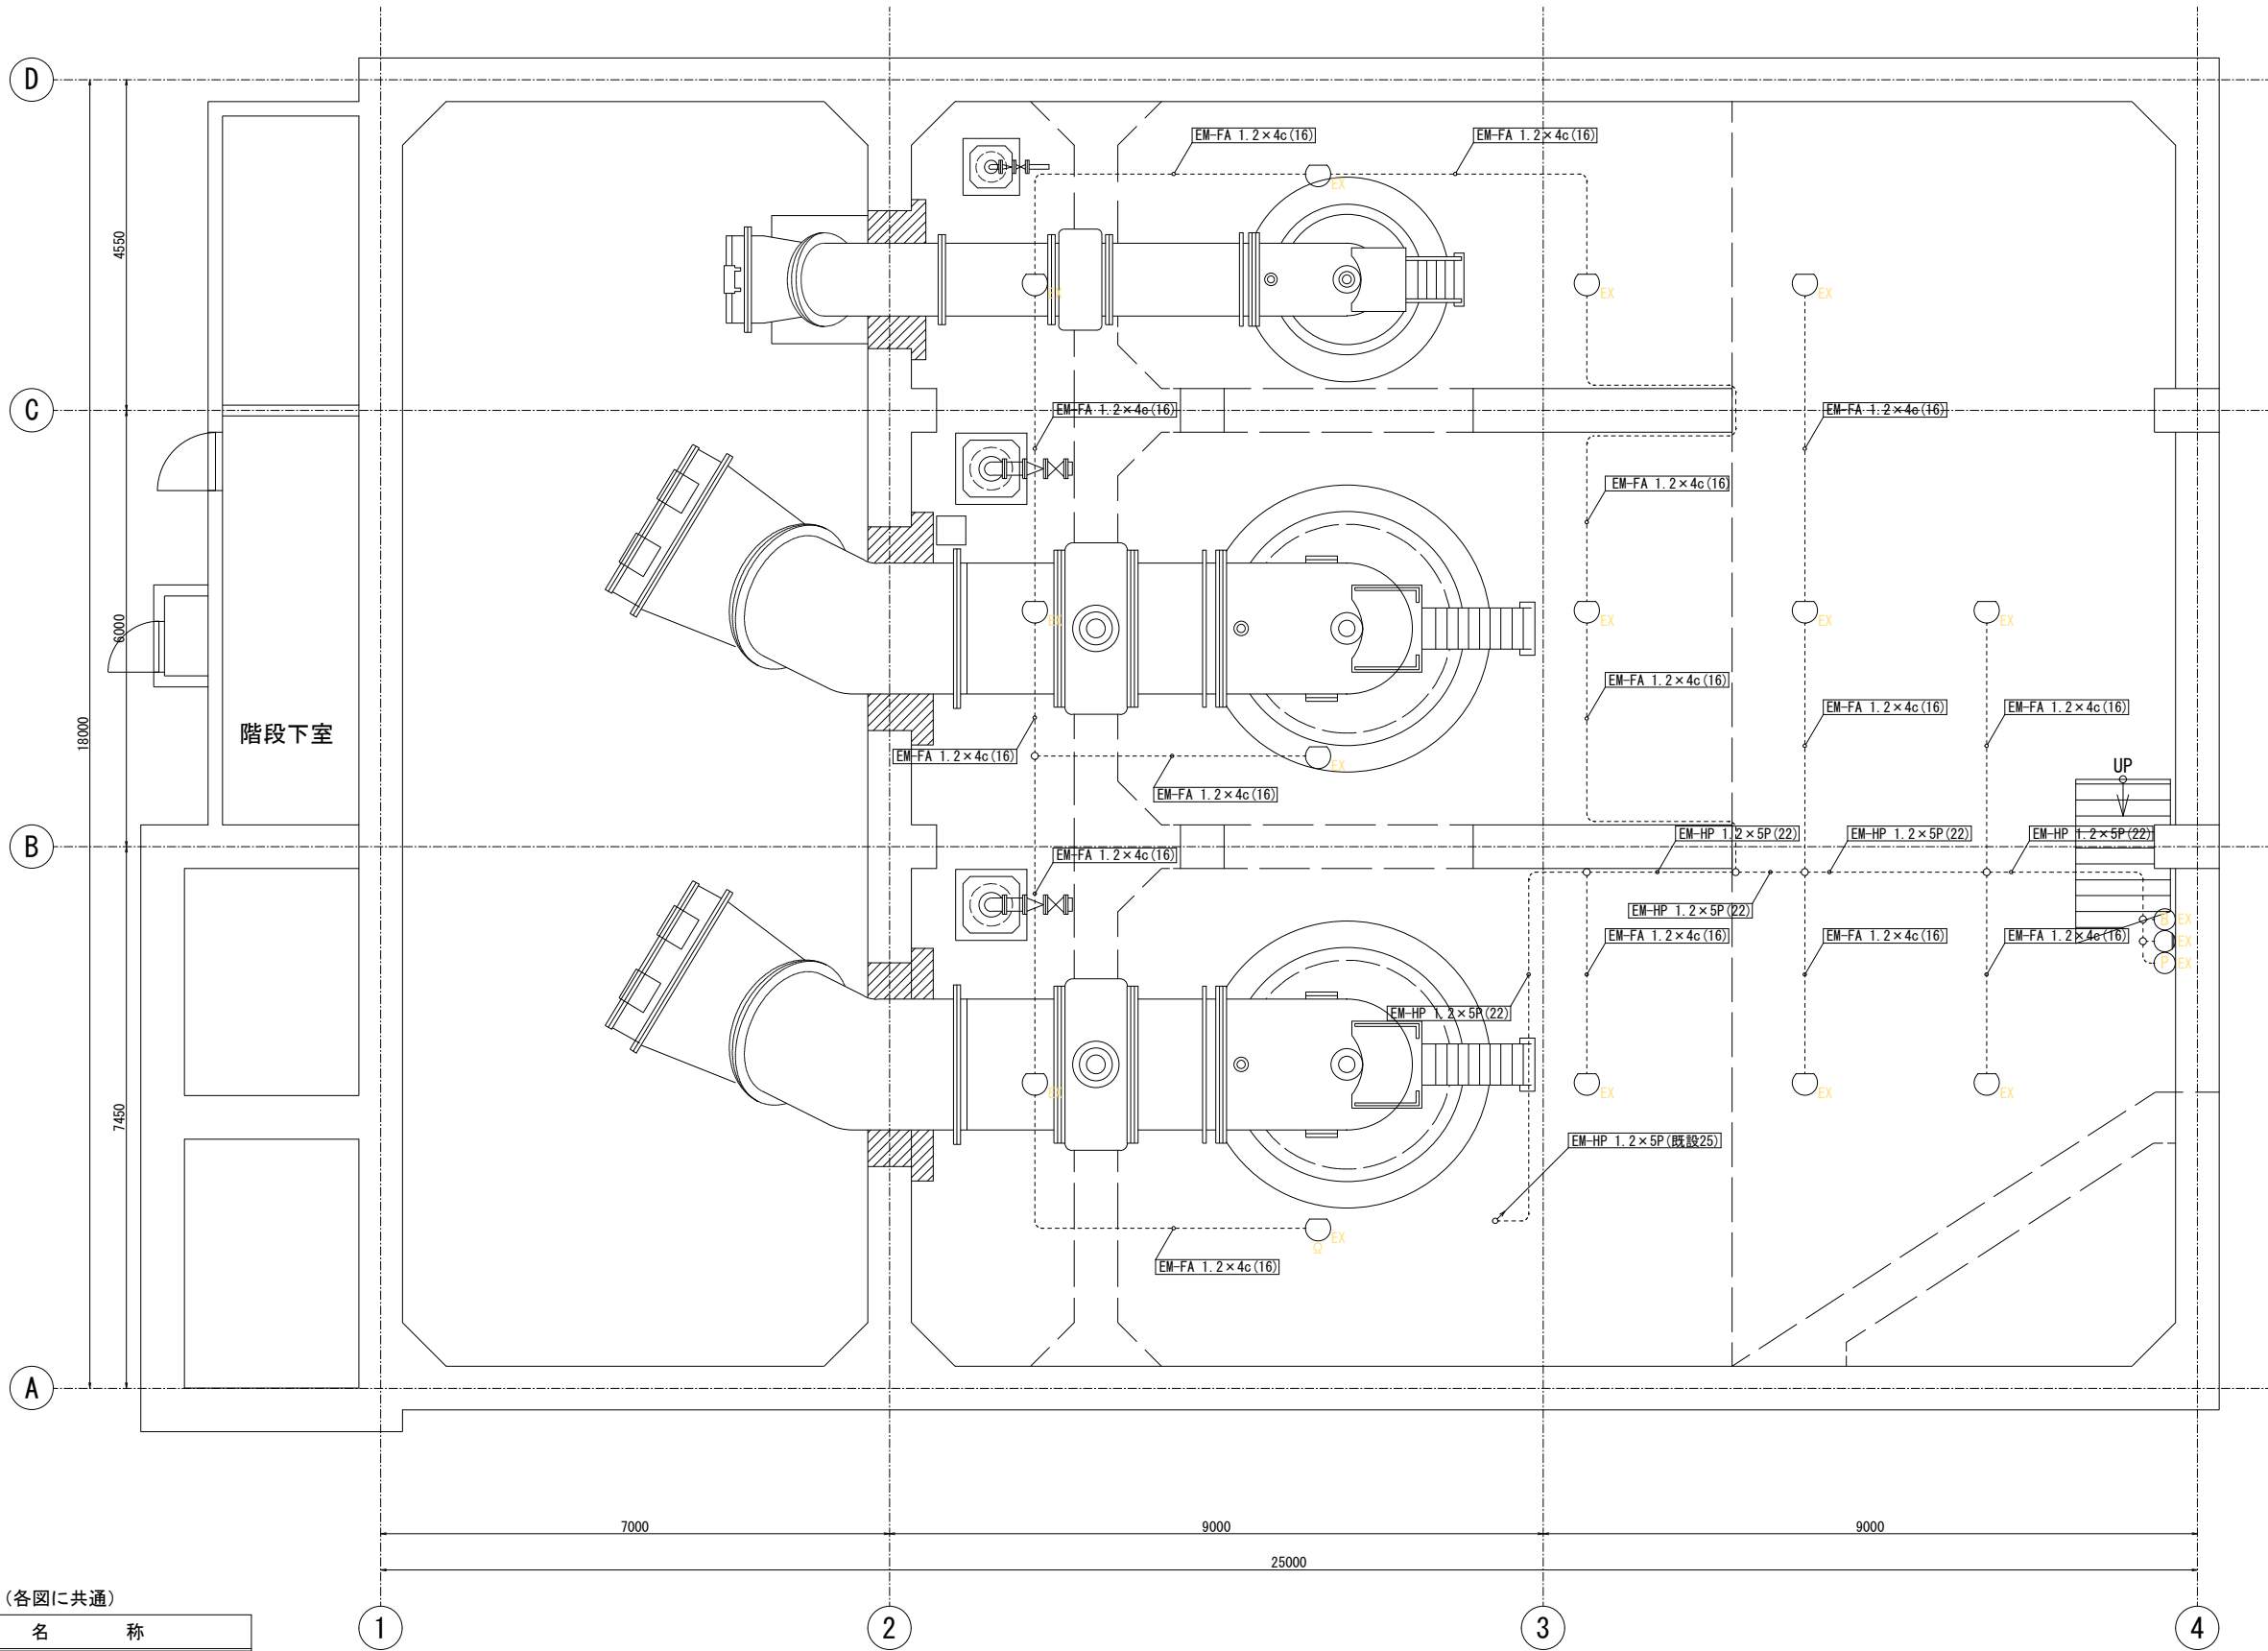 D
EM-FA 1.2×4c(16)
EM-FA 1.2×4c(16)
EX
4550
EX
EX
EX
C
EM-FA 1.2×4c(16)
EM-FA 1.2×4c(16)
EM-FA 1.2×4c(16)
6000
EX
EX
EX
EX
EM-FA 1.2×4c(16)
EM-FA 1.2×4c(16)
EM-FA 1.2×4c(16)
18000
階段下室
EM-FA 1.2×4c(16)
EX
UP
EM-FA 1.2×4c(16)
B
EM-HP 1.2×5P(22)
EM-HP 1.2×5P(22)
EM-HP 1.2×5P(22)
EM-FA 1.2×4c(16)
EM-HP 1.2×5P(22)
B EX
EM-FA 1.2×4c(16)
EM-FA 1.2×4c(16)
EM-FA 1.2×4c(16)
EX
P EX
EM-HP 1.2×5P(22)
7450
EX
EX
EX
EX
EM-HP 1.2×5P(既設25)
EX
Ω
EM-FA 1.2×4c(16)
A
7000
9000
9000
25000
(各図に共通)
名 称
1
2
3
4